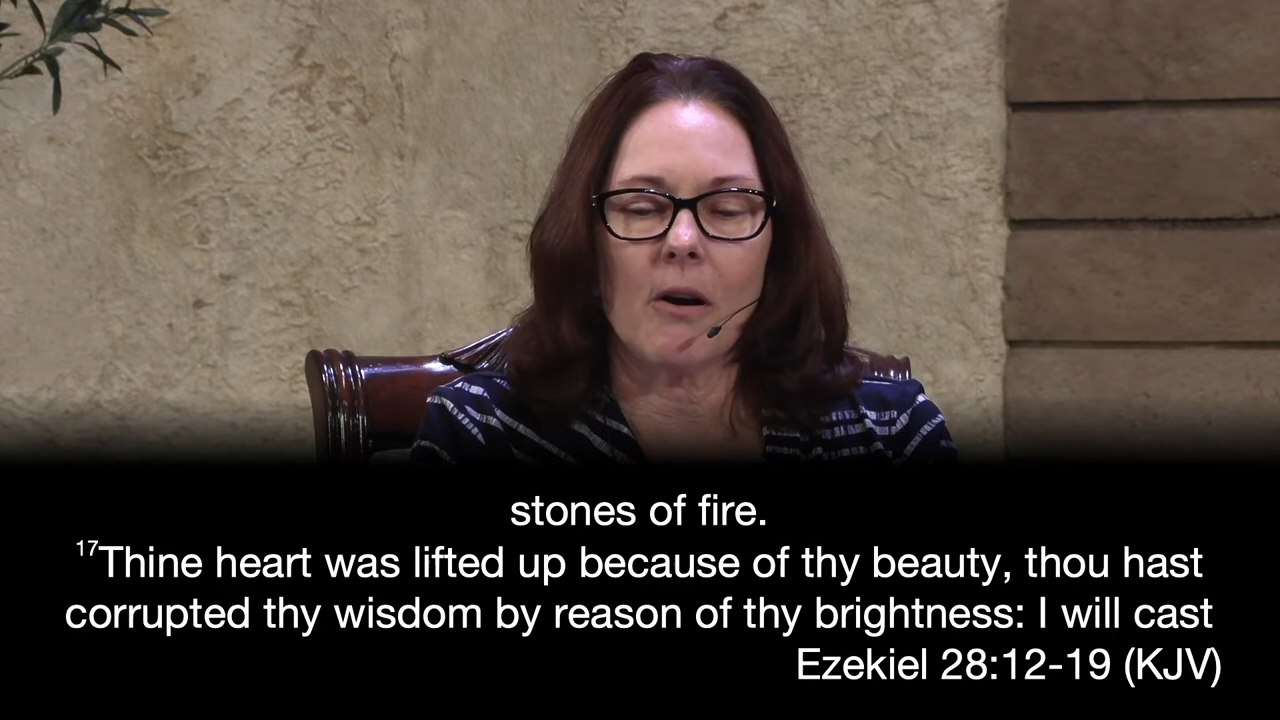 stones of fire.
17Thine heart was lifted up because of thy beauty, thou hast
corrupted thy wisdom by reason of thy brightness: I will cast
Ezekiel 28:12-19 (KJV)